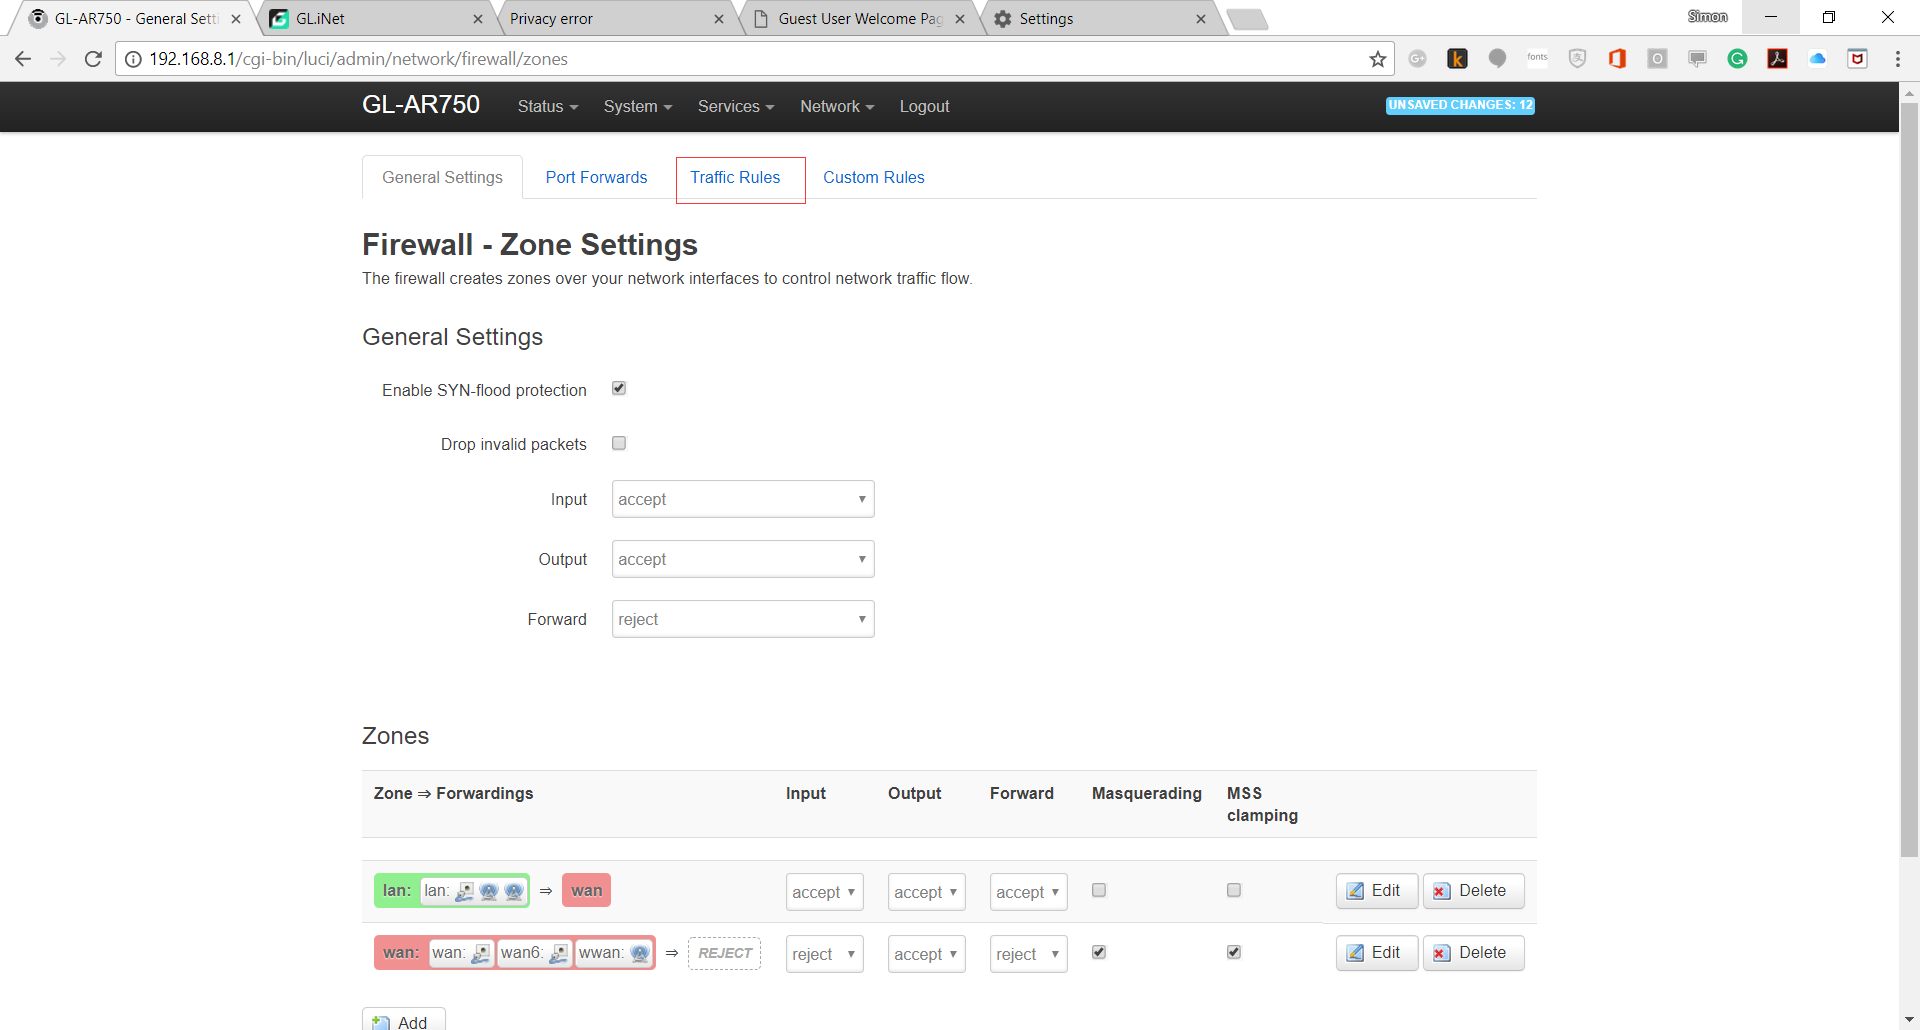 GL-AR750 - General Setti
GL.iNet
Privacy error
Guest User Welcome Pag
Settings
Simon
192.168.8.1/cgi-bin/luci/admin/network/firewall/zones
fonts
GL-AR750 Status System Services Network Logout UNSAVED CHANGES: 12
General Settings Port Forwards Traffic Rules Custom Rules
Firewall - Zone Settings
The firewall creates zones over your network interfaces to control network traffic flow.
General Settings
Enable SYN-flood protection
Drop invalid packets
Input accept
Output accept
Forward reject
Zones
Zone ⇒ Forwardings Input Output Forward Masquerading MSS clamping
lan: lan: ⇒ wan accept accept accept Edit Delete
wan: wan: wan6: wwan: ⇒ REJECT reject accept reject Edit Delete
Add